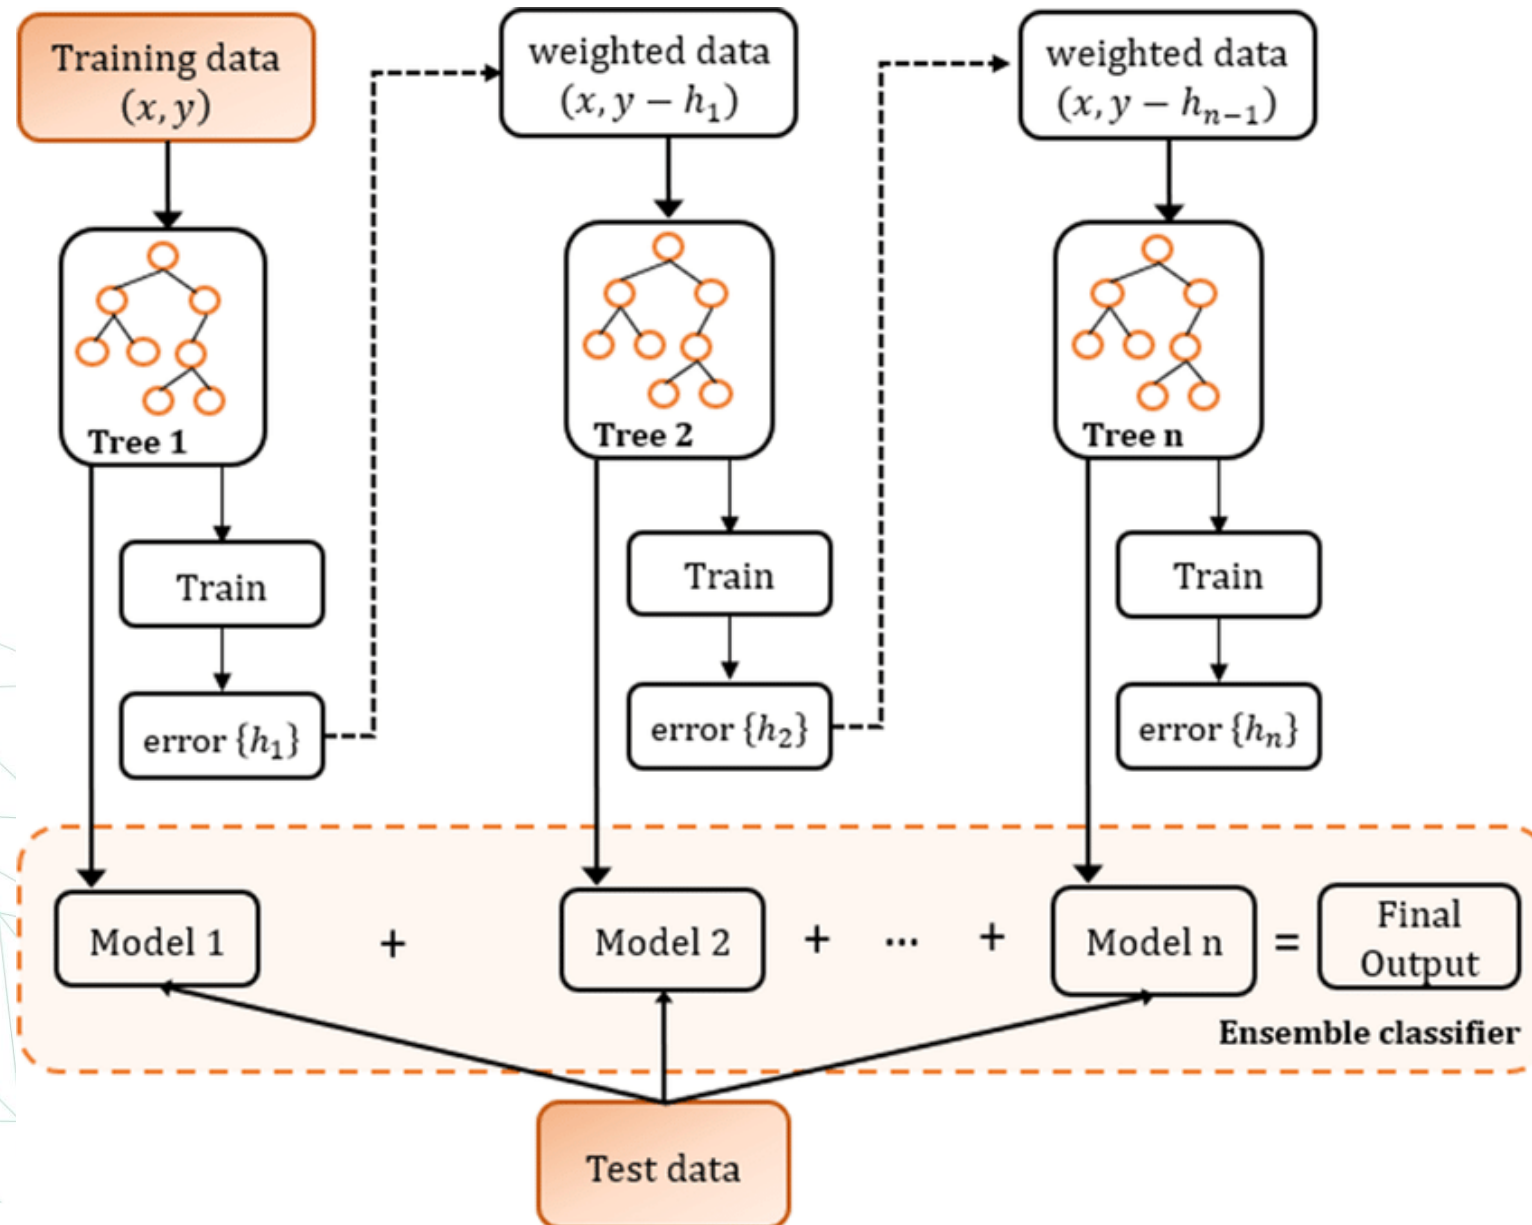 Training data
(x, y)
weighted data
(x, y − h₁)
weighted data
(x, y − hₙ₋₁)
Tree 1
Tree 2
Tree n
Train
Train
Train
error {h₁}
error {h₂}
error {hₙ}
Model 1
+
Model 2
+ ... +
Model n
=
Final
Output
Ensemble classifier
Test data